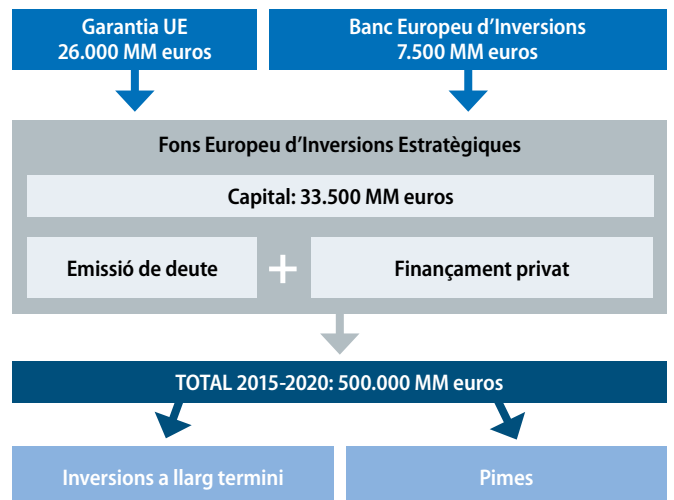 Garantia UE
26.000 MM euros
Banc Europeu d’Inversions
7.500 MM euros
Fons Europeu d’Inversions Estratègiques
Capital: 33.500 MM euros
Emissió de deute
+
Finançament privat
TOTAL 2015-2020: 500.000 MM euros
Inversions a llarg termini
Pimes